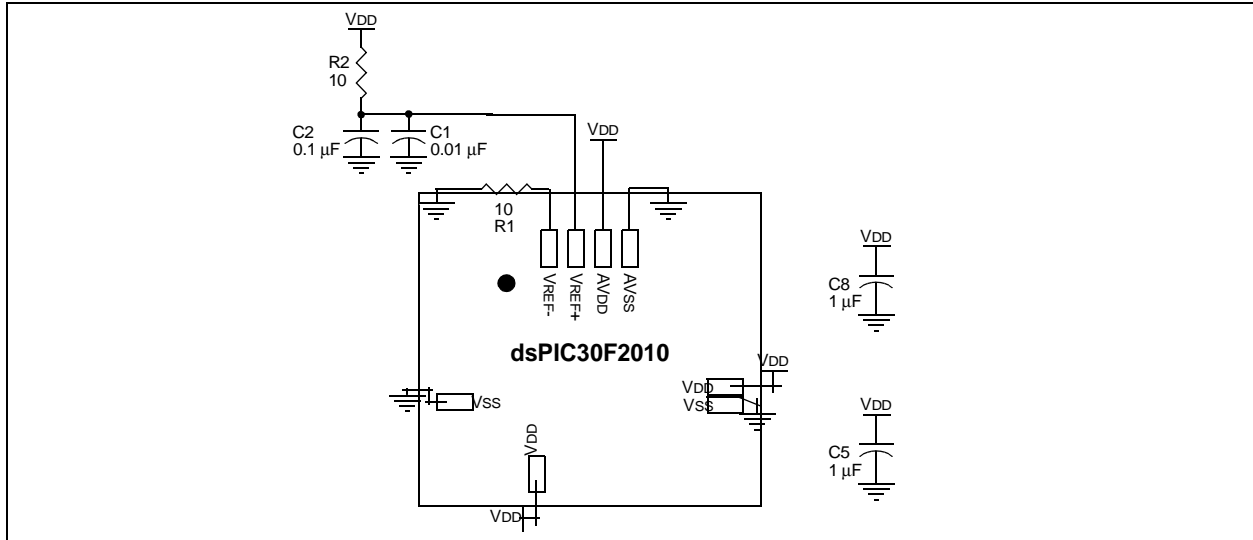 VDD
R2
10
C2
0.1 µF
C1
0.01 µF
VDD
10
R1
VREF-
VREF+
AVDD
AVSS
VDD
C8
1 µF
dsPIC30F2010
VDD
VDD
VSS
VSS
VDD
C5
1 µF
VDD
VDD